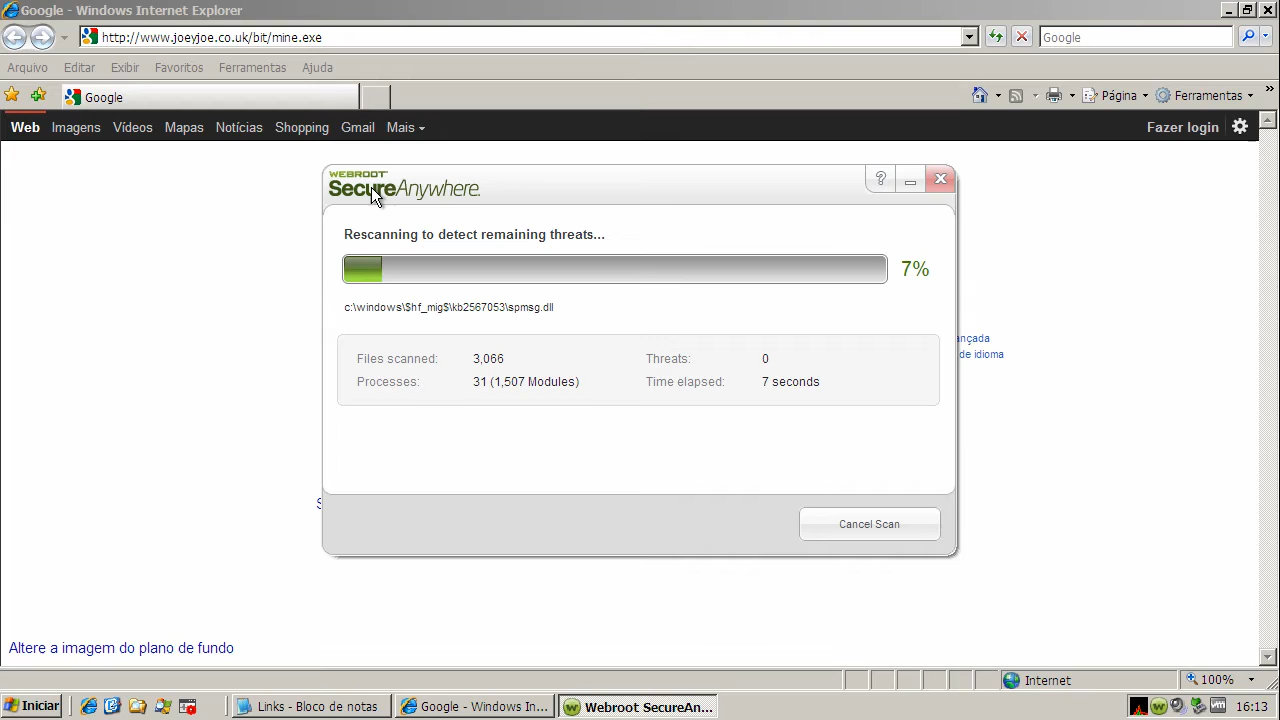 Google - Windows Internet Explorer
http://www.joeyjoe.co.uk/bit/mine.exe
Google
Arquivo Editar Exibir Favoritos Ferramentas Ajuda
Google
Página Ferramentas »
Web Imagens Vídeos Mapas Notícias Shopping Gmail Mais
Fazer login
WEBROOT
SecureAnywhere.
?
Rescanning to detect remaining threats...
7%
c:\windows\$hf_mig$\kb2567053\spmsg.dll
Files scanned: 3,066 Threats: 0
Processes: 31 (1,507 Modules) Time elapsed: 7 seconds
ançada
de idioma
S
Cancel Scan
Altere a imagem do plano de fundo
Internet 100%
Iniciar Links - Bloco de notas Google - Windows In... Webroot SecureAn... 16:13